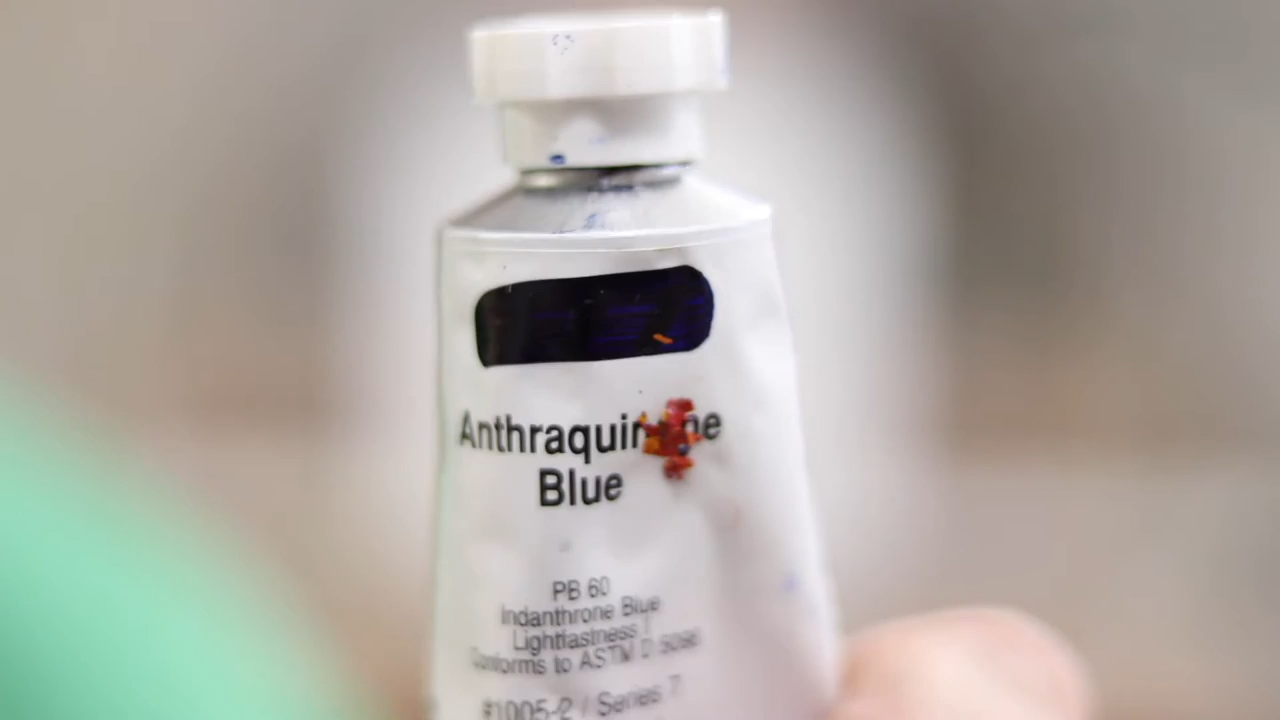 Anthraquinone
Blue
PB 60
Indanthrone Blue
Lightfastness I
Conforms to ASTM D 5098
#1005-2 / Series 7